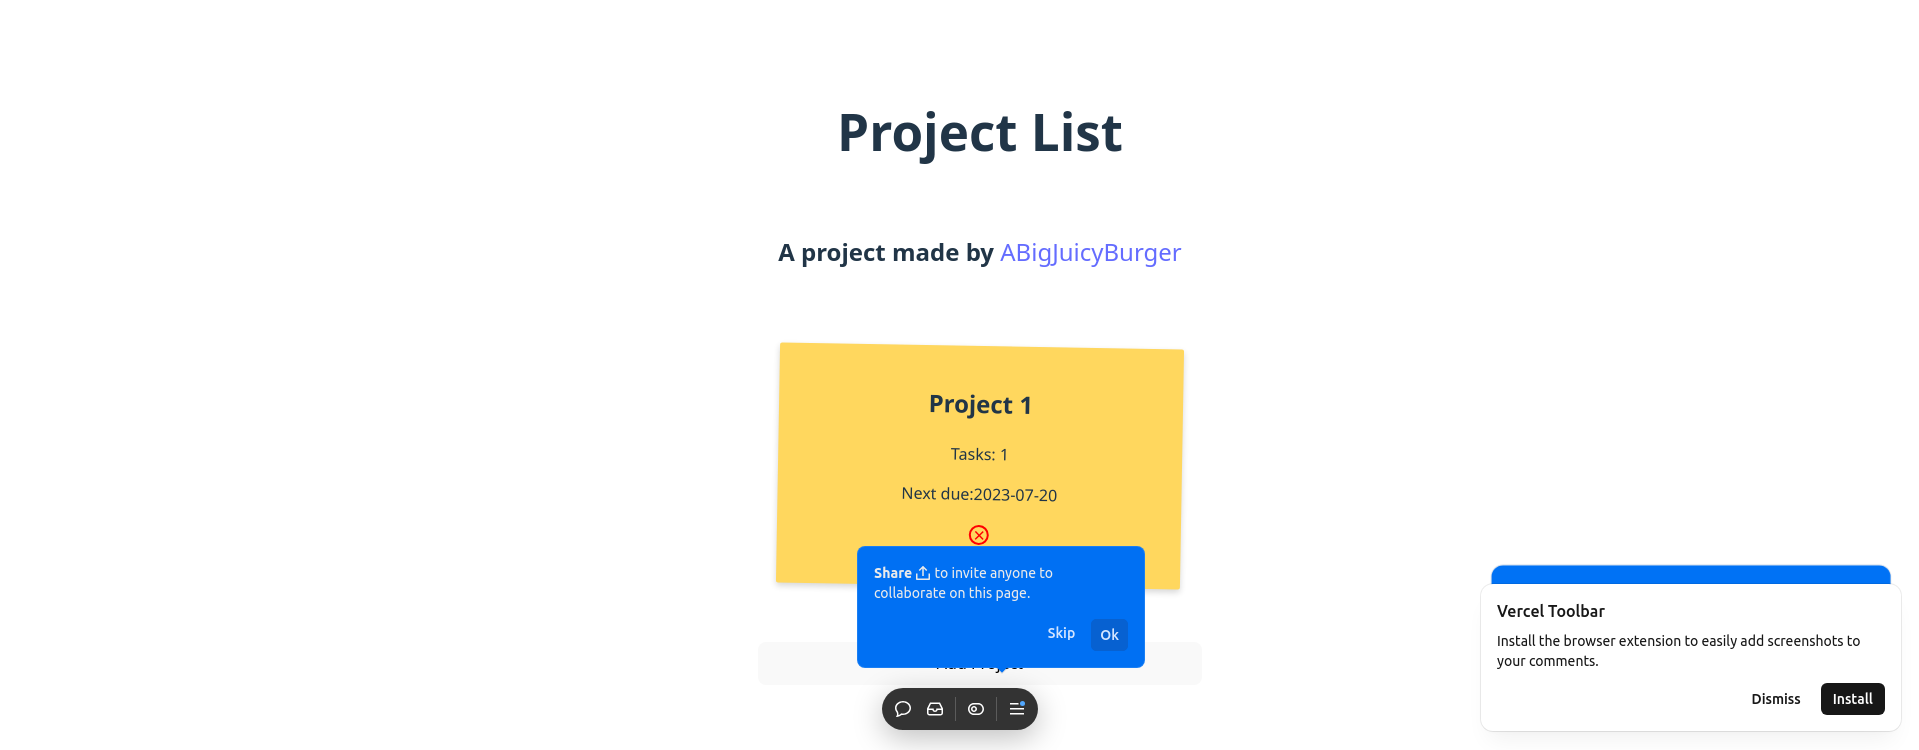 Project List
A project made by ABigJuicyBurger
Project 1
Tasks: 1
Next due:2023-07-20
Share to invite anyone to
collaborate on this page.
Skip
Ok
Vercel Toolbar
Install the browser extension to easily add screenshots to
your comments.
Dismiss
Install